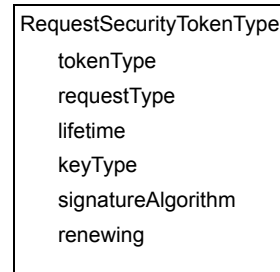 RequestSecurityTokenType
tokenType
requestType
lifetime
keyType
signatureAlgorithm
renewing